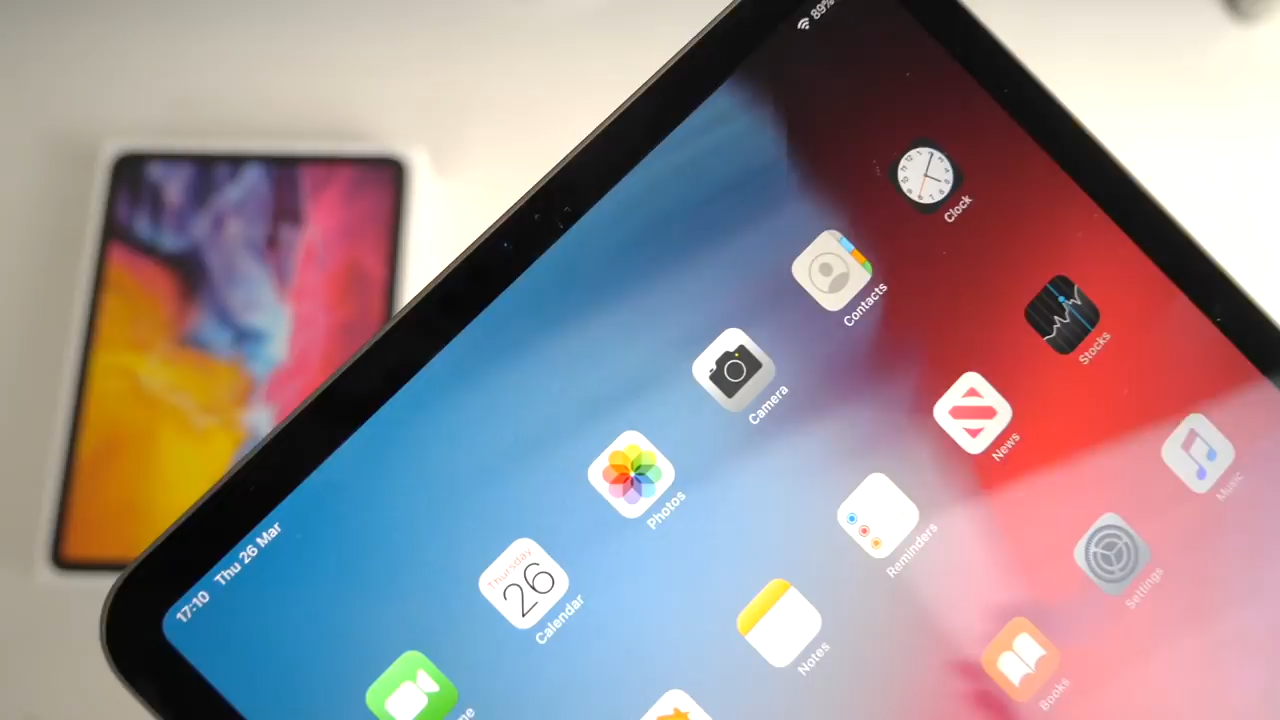 17:10 Thu 26 Mar
89%
Calendar
Photos
Camera
Contacts
Clock
Thursday
26
Notes
Reminders
News
Stocks
Books
Settings
Music